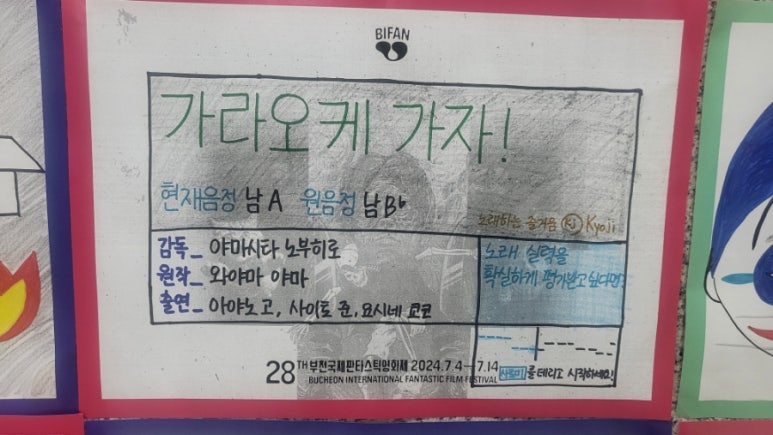 BIFAN
가라오케 가자!
현재음정 남 A 원음정 남 B♭
노래하는 즐거움 KJ Kyoji
감독_ 야마시타 노부히로
원작_ 와야마 야마
출연_ 아야노 고, 사이토 준, 요시네 쿄코
노래 실력을
확실하게 평가받고 싶다면
를 데리고 시작하세요!
28TH 부천국제판타스틱영화제 2024.7.4—7.14
BUCHEON INTERNATIONAL FANTASTIC FILM FESTIVAL